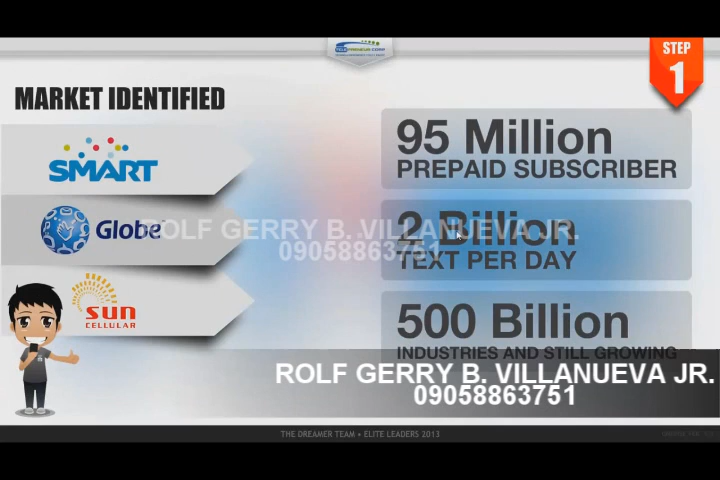 STEP
1
MARKET IDENTIFIED
SMART
Globe
sun
CELLULAR
95 Million
PREPAID SUBSCRIBER
2 Billion
TEXT PER DAY
500 Billion
INDUSTRIES AND STILL GROWING
ROLF GERRY B. VILLANUEVA JR.
09058863751
ROLF GERRY B. VILLANUEVA JR.
09058863751
THE DREAMER TEAM • ELITE LEADERS 2013